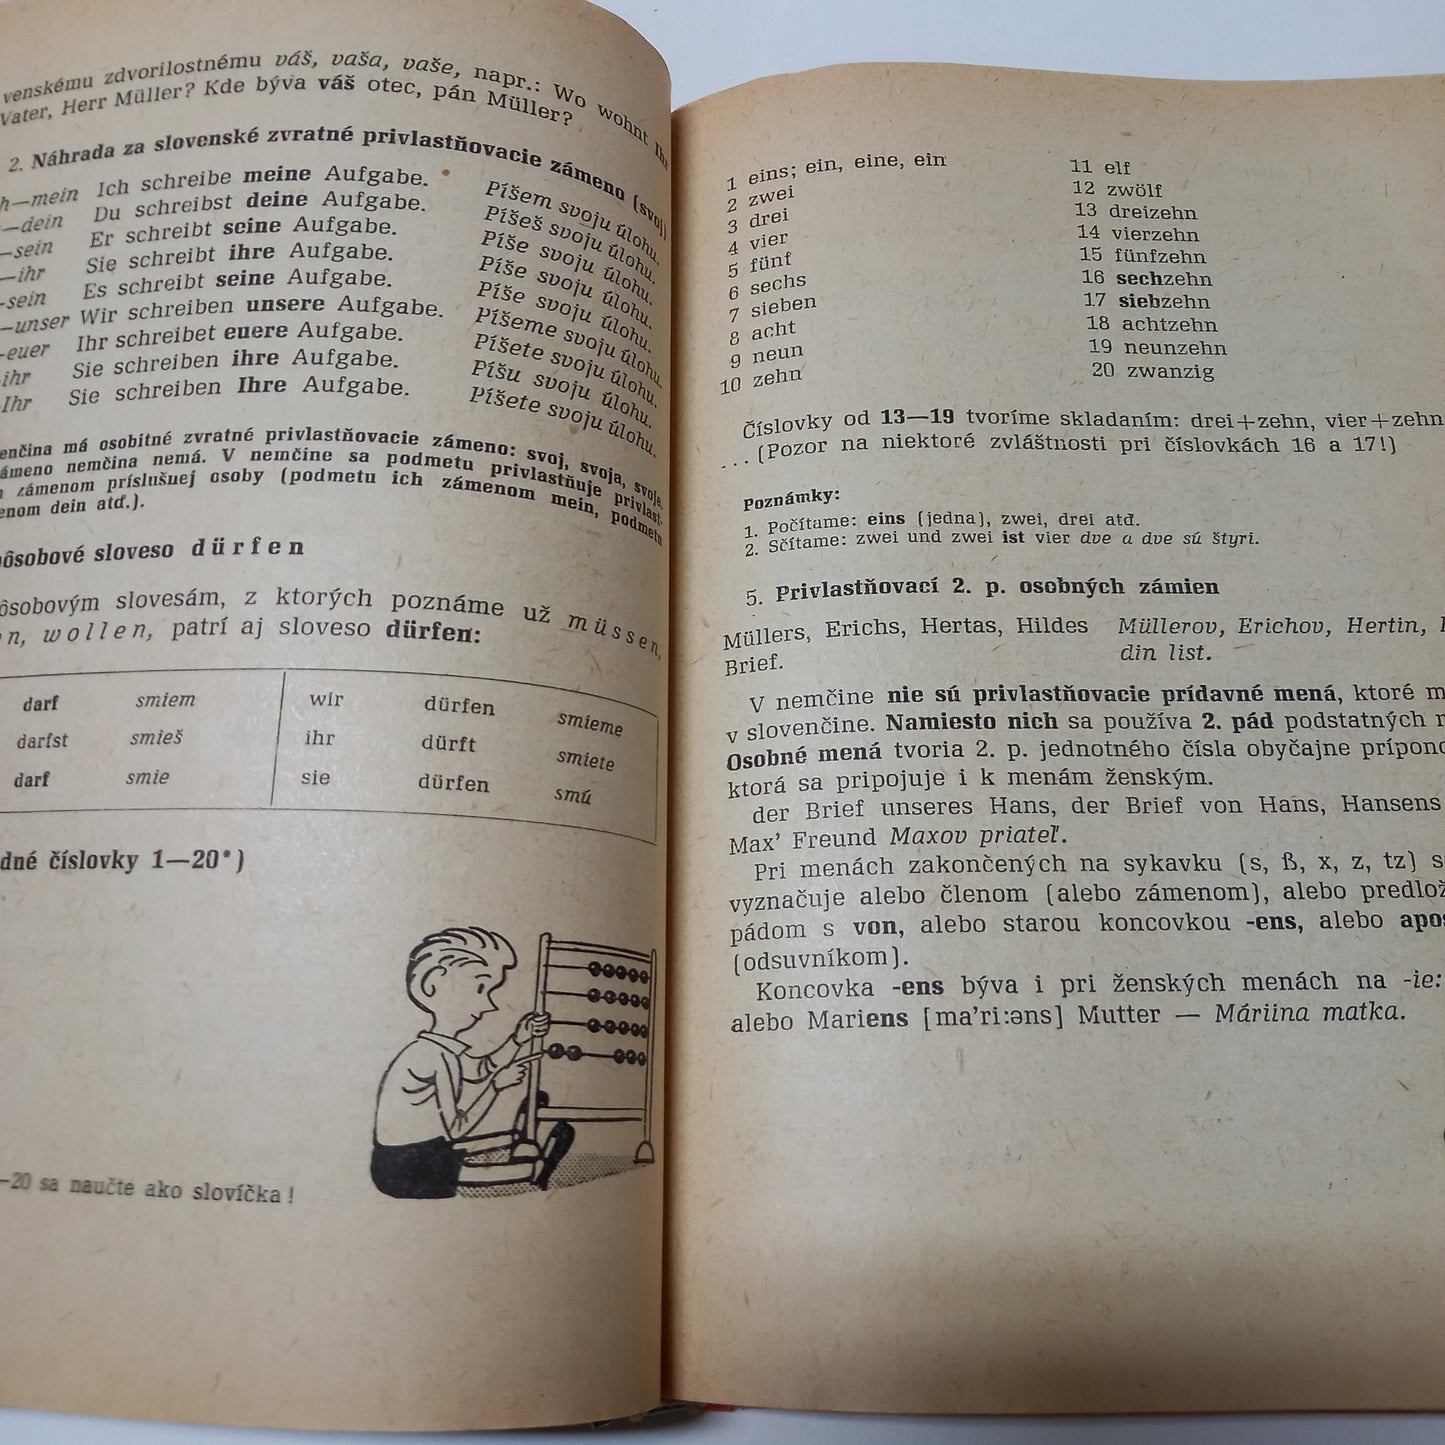 venskému zdvorilostnému váš, vaša, vaše, napr.: Wo wohnt Ihr
Vater, Herr Müller? Kde býva váš otec, pán Müller?
2. Náhrada za slovenské zvratné privlastňovacie zámeno (svoj)
—mein Ich schreibe meine Aufgabe. Píšem svoju úlohu.
—dein Du schreibst deine Aufgabe. Píšeš svoju úlohu.
—sein Er schreibt seine Aufgabe. Píše svoju úlohu.
—ihr Sie schreibt ihre Aufgabe. Píše svoju úlohu.
-sein Es schreibt seine Aufgabe. Píše svoju úlohu.
—unser Wir schreiben unsere Aufgabe. Píšeme svoju úlohu.
-euer Ihr schreibet euere Aufgabe. Píšete svoju úlohu.
-ihr Sie schreiben ihre Aufgabe. Píšu svoju úlohu.
Ihr Sie schreiben Ihre Aufgabe. Píšete svoju úlohu.
enčina má osobitné zvratné privlastňovacie zámeno: svoj, svoja, svoje.
zámeno nemčina nemá. V nemčine sa podmetu privlastňuje privlast-
zámenom príslušnej osoby (podmetu ich zámenom mein, podmetu
enom dein atď.).
ôsobové sloveso dürfen
ôsobovým slovesám, z ktorých poznáme už müssen,
en, wollen, patrí aj sloveso dürfen:
darf smiem wir dürfen smieme
darfst smieš ihr dürft smiete
darf smie sie dürfen smú
dné číslovky 1—20*)
—20 sa naučte ako slovíčka!
1 eins; ein, eine, ein
2 zwei
3 drei
4 vier
5 fünf
6 sechs
7 sieben
8 acht
9 neun
10 zehn
11 elf
12 zwölf
13 dreizehn
14 vierzehn
15 fünfzehn
16 sechzehn
17 siebzehn
18 achtzehn
19 neunzehn
20 zwanzig
Číslovky od 13—19 tvoríme skladaním: drei+zehn, vier+zehn
... (Pozor na niektoré zvláštnosti pri číslovkách 16 a 17!)
Poznámky:
1. Počítame: eins (jedna), zwei, drei atď.
2. Sčítame: zwei und zwei ist vier dve a dve sú štyri.
5. Privlastňovací 2. p. osobných zámien
Müllers, Erichs, Hertas, Hildes Müllerov, Erichov, Hertin,
Brief. din list.
V nemčine nie sú privlastňovacie prídavné mená, ktoré m
v slovenčine. Namiesto nich sa používa 2. pád podstatných
Osobné mená tvoria 2. p. jednotného čísla obyčajne prípono
ktorá sa pripojuje i k menám ženským.
der Brief unseres Hans, der Brief von Hans, Hansens
Max' Freund Maxov priateľ.
Pri menách zakončených na sykavku (s, ß, x, z, tz) s
vyznačuje alebo členom (alebo zámenom), alebo predlož
pádom s von, alebo starou koncovkou -ens, alebo apos
(odsuvníkom).
Koncovka -ens býva i pri ženských menách na -ie:
alebo Mariens [ma'ri:əns] Mutter — Máriina matka.